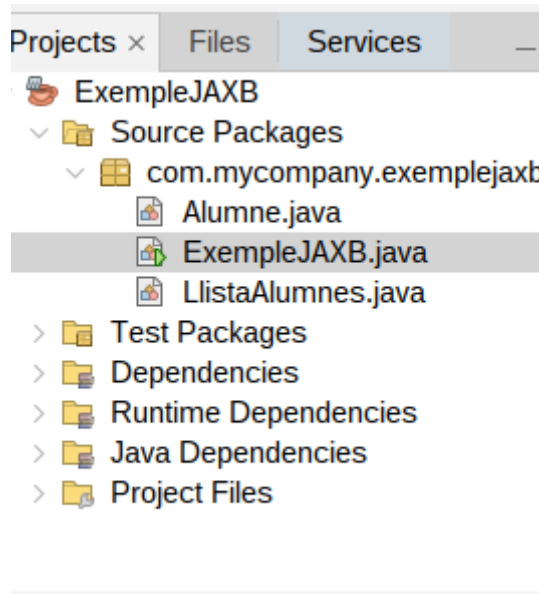 Projects × Files Services
ExempleJAXB
Source Packages
com.mycompany.exemplejaxb
Alumne.java
ExempleJAXB.java
LlistaAlumnes.java
Test Packages
Dependencies
Runtime Dependencies
Java Dependencies
Project Files